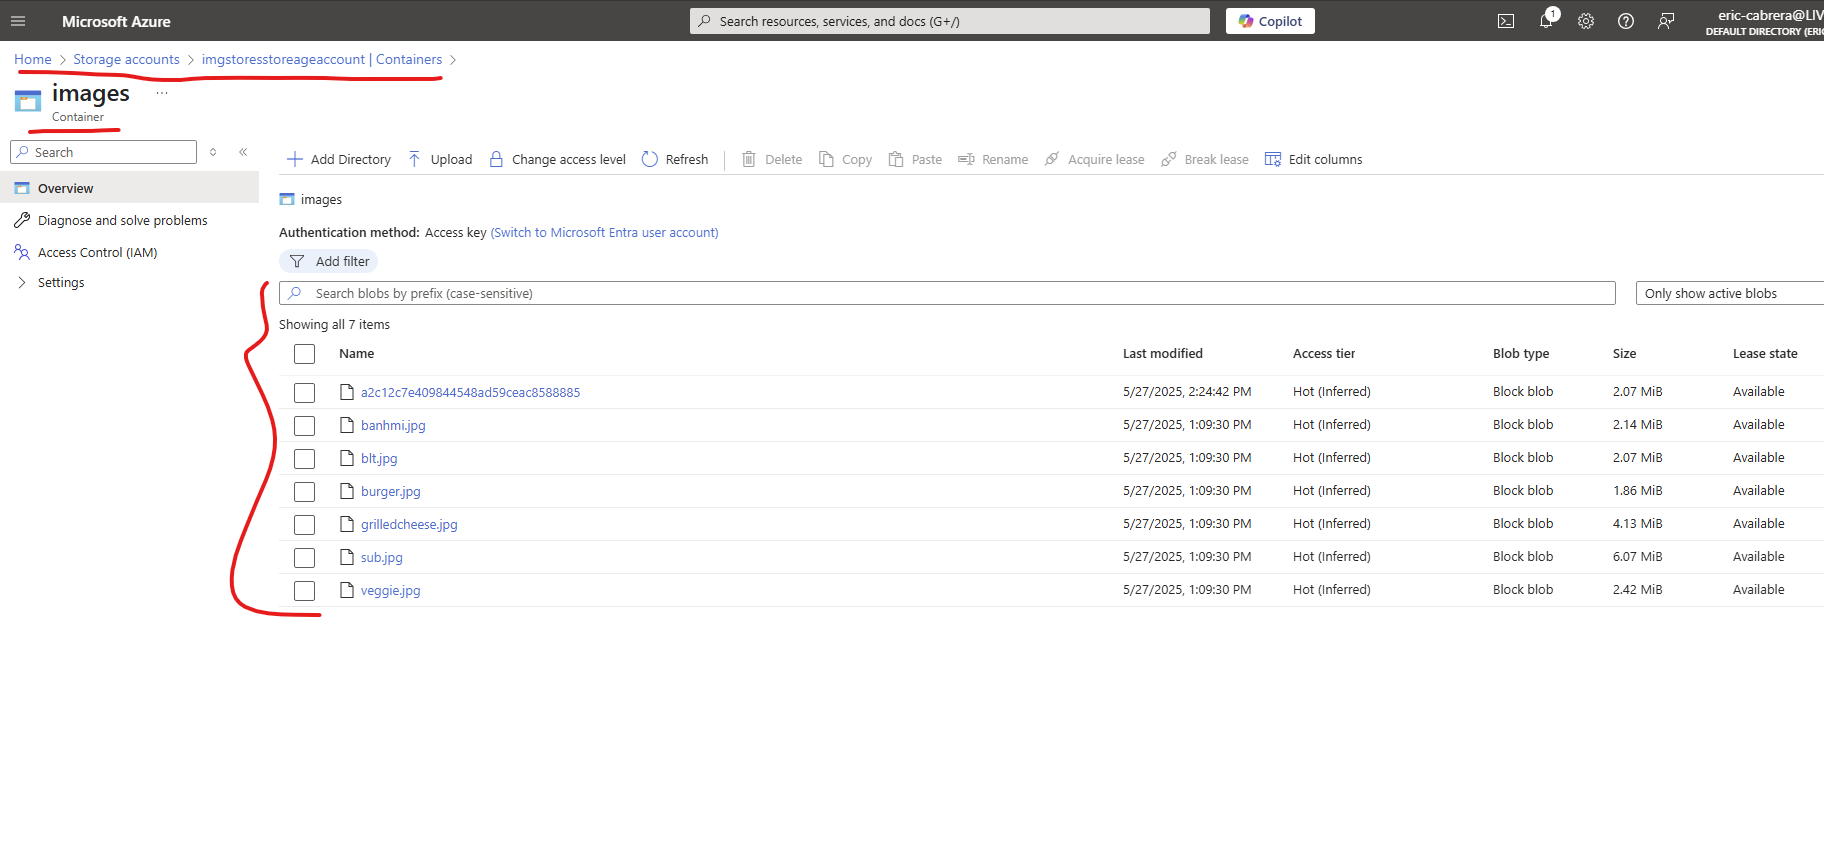 Microsoft Azure
Search resources, services, and docs (G+/)
Copilot
1
eric-cabrera@LIV
DEFAULT DIRECTORY (ERIC
Home > Storage accounts > imgstoresstoreageaccount | Containers >
images
...
Container
Search
Overview
Diagnose and solve problems
Access Control (IAM)
Settings
Add Directory Upload Change access level Refresh Delete Copy Paste Rename Acquire lease Break lease Edit columns
images
Authentication method: Access key (Switch to Microsoft Entra user account)
Add filter
Search blobs by prefix (case-sensitive)
Only show active blobs
Showing all 7 items
Name Last modified Access tier Blob type Size Lease state
a2c12c7e409844548ad59ceac8588885 5/27/2025, 2:24:42 PM Hot (Inferred) Block blob 2.07 MiB Available
banhmi.jpg 5/27/2025, 1:09:30 PM Hot (Inferred) Block blob 2.14 MiB Available
blt.jpg 5/27/2025, 1:09:30 PM Hot (Inferred) Block blob 2.07 MiB Available
burger.jpg 5/27/2025, 1:09:30 PM Hot (Inferred) Block blob 1.86 MiB Available
grilledcheese.jpg 5/27/2025, 1:09:30 PM Hot (Inferred) Block blob 4.13 MiB Available
sub.jpg 5/27/2025, 1:09:30 PM Hot (Inferred) Block blob 6.07 MiB Available
veggie.jpg 5/27/2025, 1:09:30 PM Hot (Inferred) Block blob 2.42 MiB Available